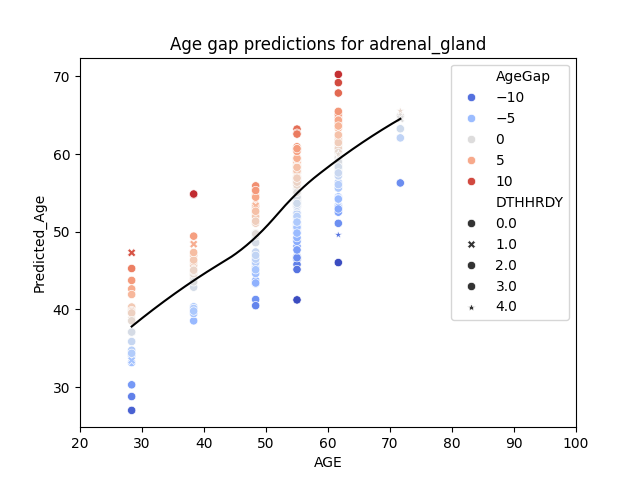 Age gap predictions for adrenal_gland
Predicted_Age
70
60
50
40
30
20 30 40 50 60 70 80 90 100
AGE
AgeGap
−10
−5
0
5
10
DTHHRDY
0.0
1.0
2.0
3.0
4.0